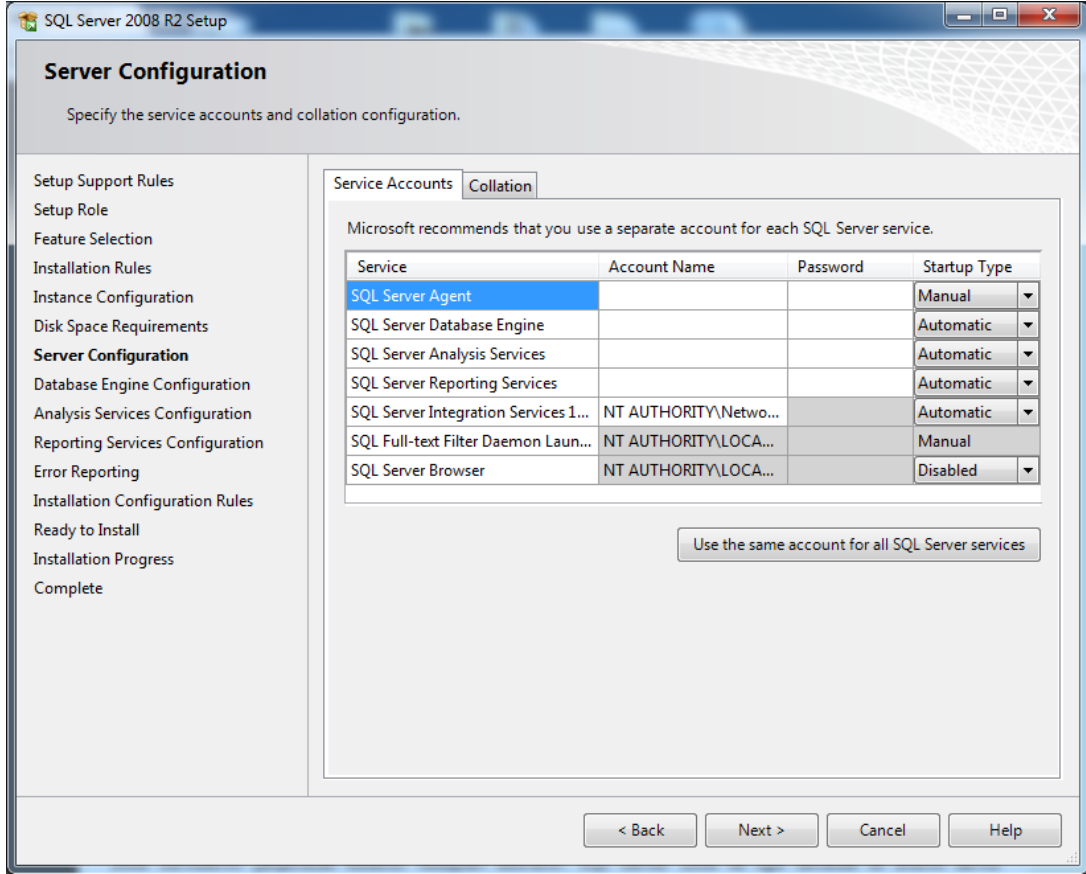 SQL Server 2008 R2 Setup
Server Configuration
Specify the service accounts and collation configuration.
Setup Support Rules
Setup Role
Feature Selection
Installation Rules
Instance Configuration
Disk Space Requirements
Server Configuration
Database Engine Configuration
Analysis Services Configuration
Reporting Services Configuration
Error Reporting
Installation Configuration Rules
Ready to Install
Installation Progress
Complete
Service Accounts Collation
Microsoft recommends that you use a separate account for each SQL Server service.
Service Account Name Password Startup Type
SQL Server Agent Manual
SQL Server Database Engine Automatic
SQL Server Analysis Services Automatic
SQL Server Reporting Services Automatic
SQL Server Integration Services 1... NT AUTHORITY\Netwo... Automatic
SQL Full-text Filter Daemon Laun... NT AUTHORITY\LOCA... Manual
SQL Server Browser NT AUTHORITY\LOCA... Disabled
Use the same account for all SQL Server services
< Back Next > Cancel Help